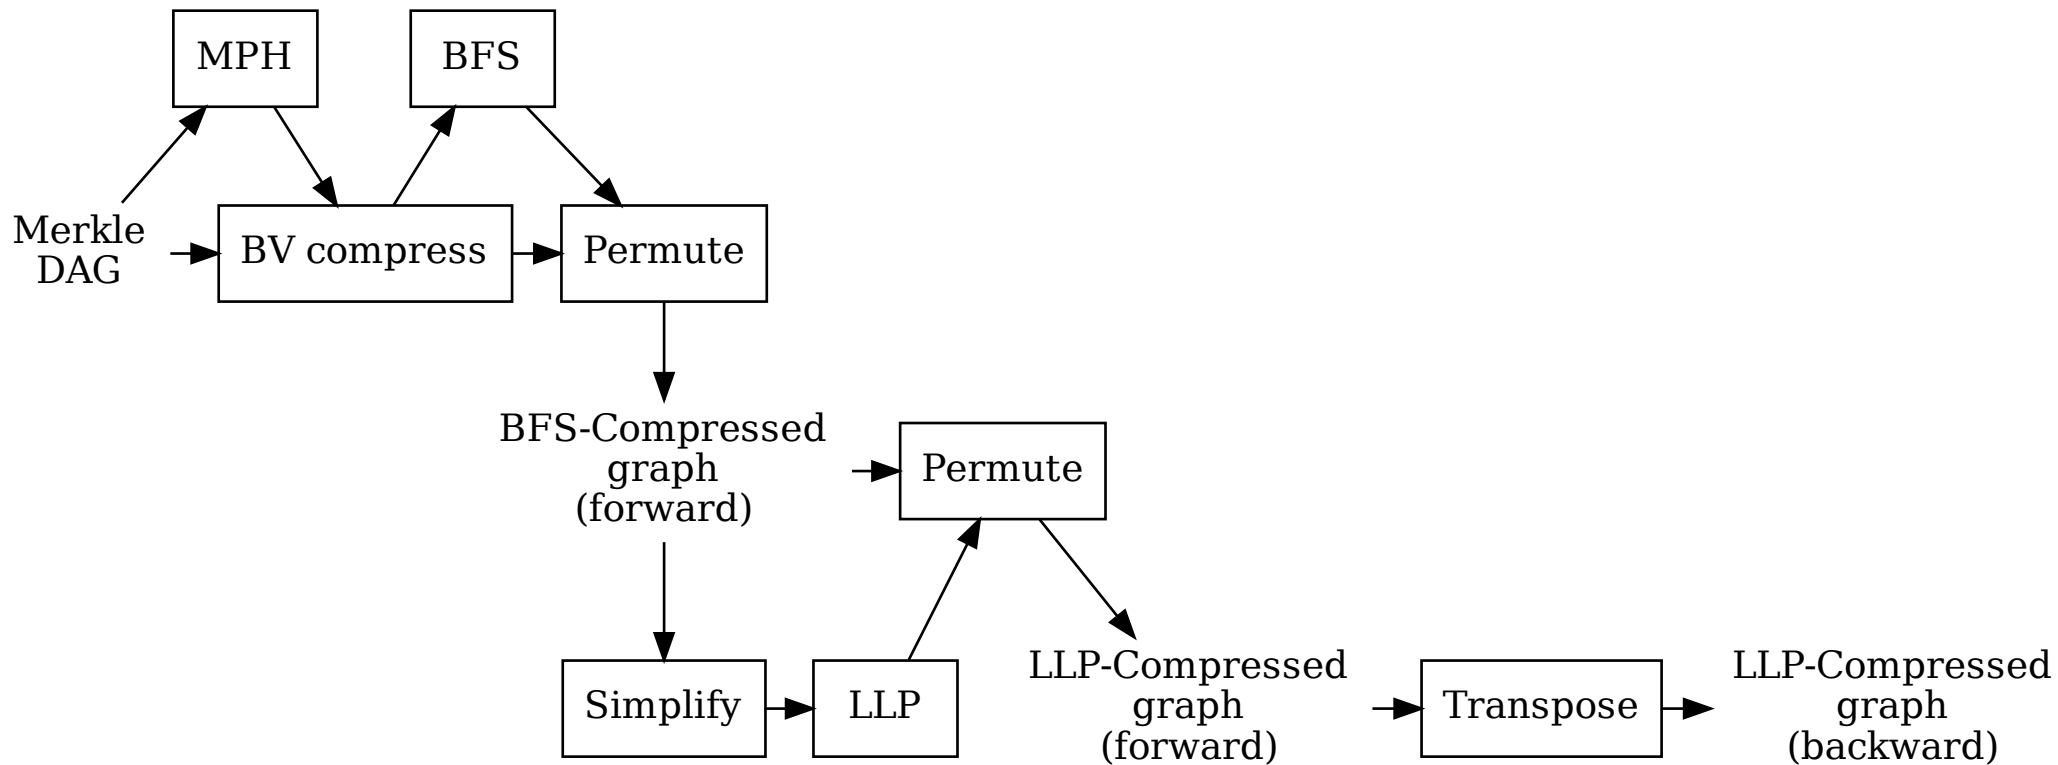 MPH
BFS
Merkle
DAG
BV compress
Permute
BFS-Compressed
graph
(forward)
Permute
Simplify
LLP
LLP-Compressed
graph
(forward)
Transpose
LLP-Compressed
graph
(backward)